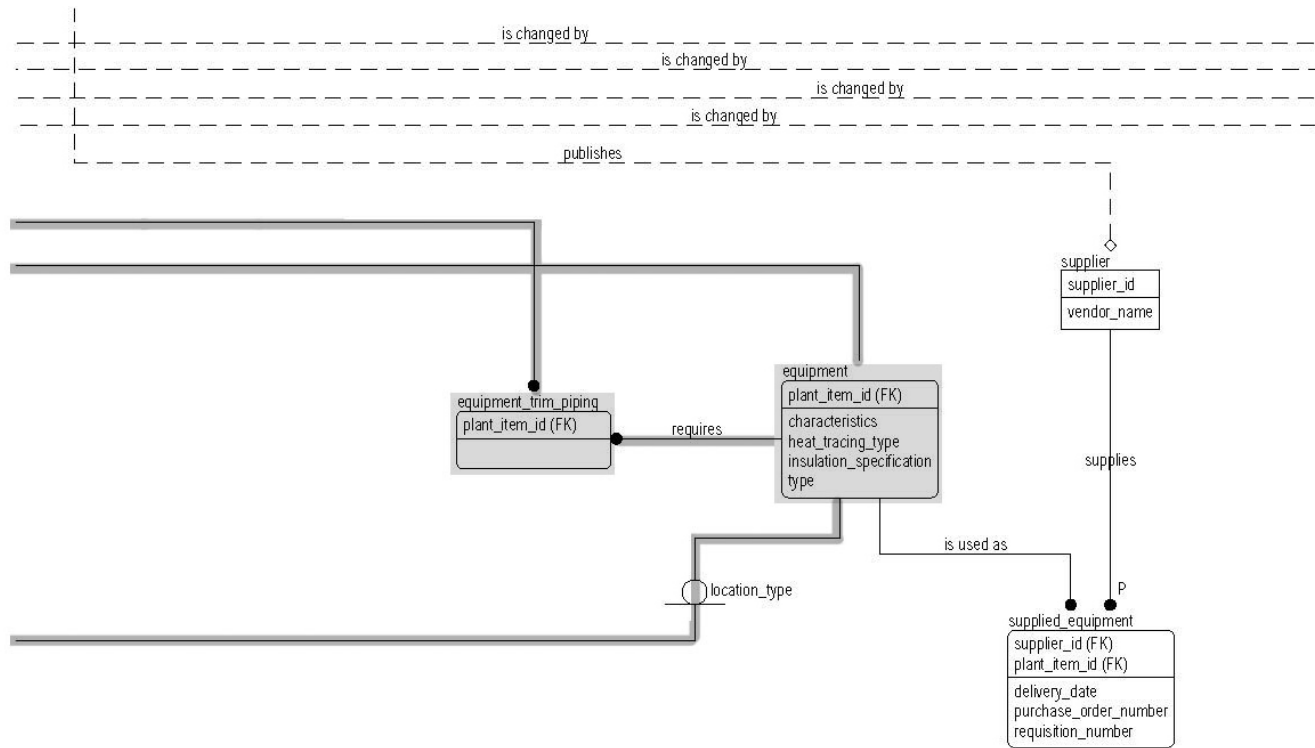 is changed by
is changed by
is changed by
is changed by
publishes
supplier
supplier_id
vendor_name
equipment
plant_item_id (FK)
characteristics
heat_tracing_type
insulation_specification
type
equipment_trim_piping
plant_item_id (FK)
requires
supplies
is used as
location_type
P
supplied_equipment
supplier_id (FK)
plant_item_id (FK)
delivery_date
purchase_order_number
requisition_number